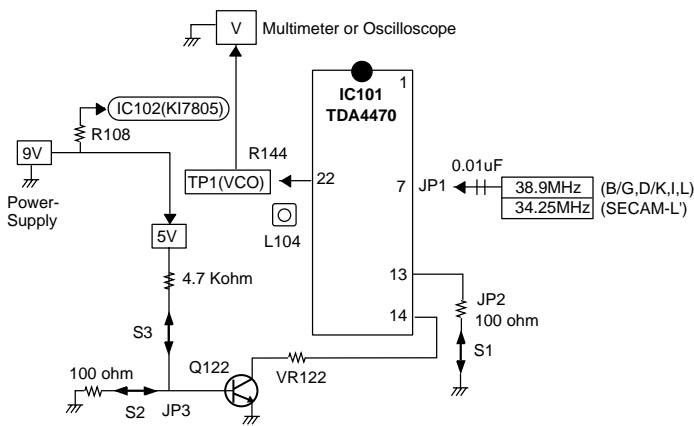 V
Multimeter or Oscilloscope
IC102(KI7805)
R108
9V
Power-
Supply
5V
4.7 Kohm
S3
100 ohm
S2
JP3
Q122
VR122
R144
TP1(VCO)
L104
IC101
TDA4470
1
22
7
13
14
JP1
0.01uF
38.9MHz (B/G,D/K,I,L)
34.25MHz (SECAM-L')
JP2
100 ohm
S1